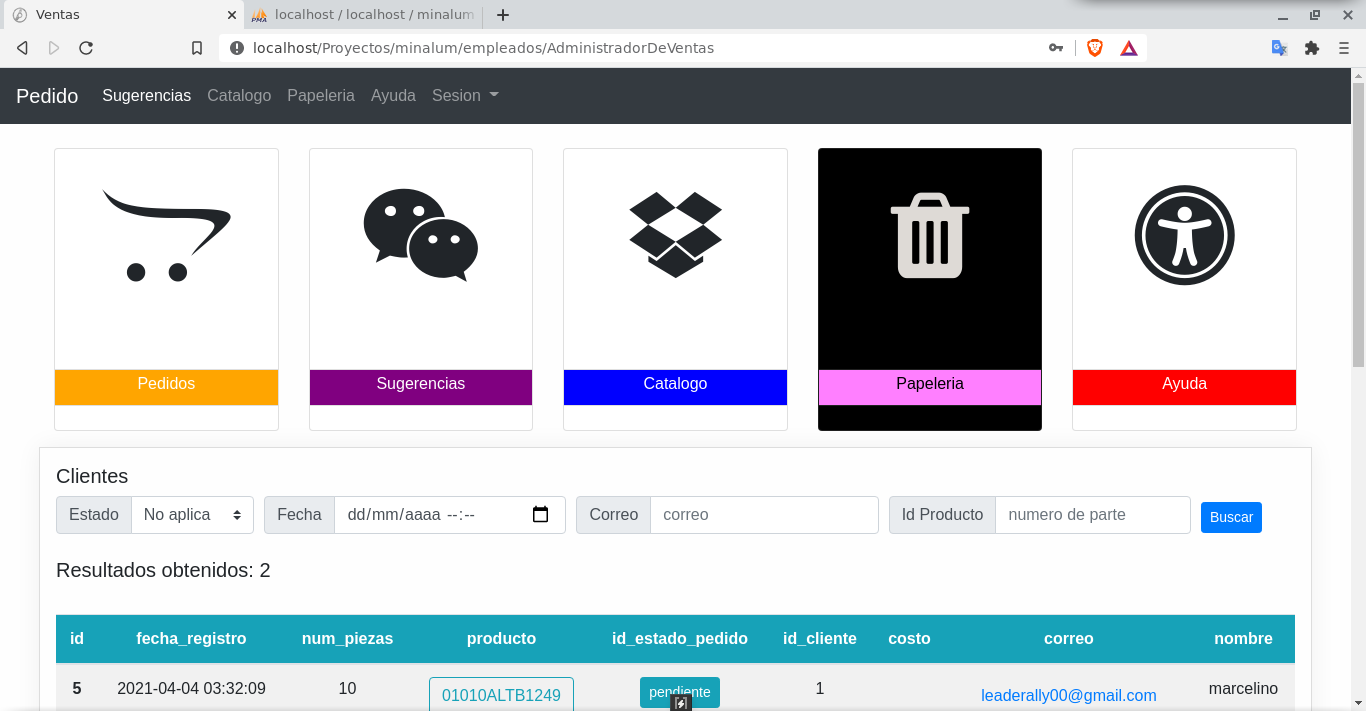 Ventas
localhost / localhost / minalum
localhost/Proyectos/minalum/empleados/AdministradorDeVentas
Pedido Sugerencias Catalogo Papeleria Ayuda Sesion
Pedidos Sugerencias Catalogo Papeleria Ayuda
Clientes
Estado No aplica Fecha dd/mm/aaaa --:-- Correo correo Id Producto numero de parte Buscar
Resultados obtenidos: 2
id fecha_registro num_piezas producto id_estado_pedido id_cliente costo correo nombre
5 2021-04-04 03:32:09 10 01010ALTB1249 pendiente 1 leaderally00@gmail.com marcelino